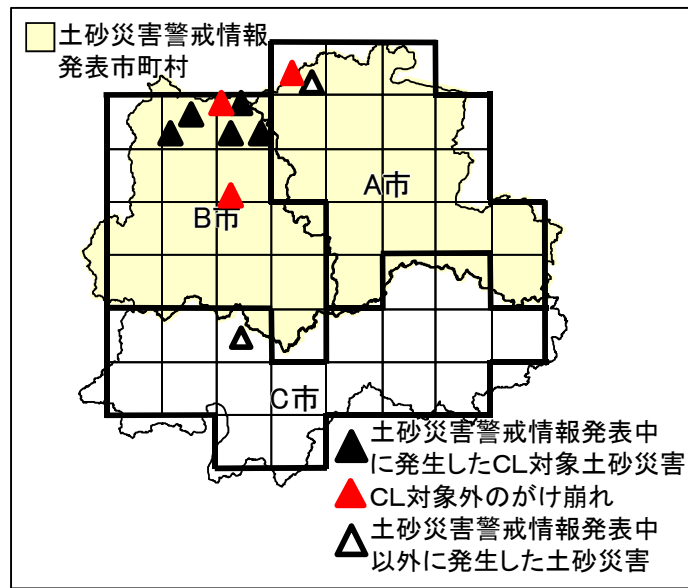 土砂災害警戒情報
発表市町村
A市
B市
C市
土砂災害警戒情報発表中
に発生したCL対象土砂災害
CL対象外のがけ崩れ
土砂災害警戒情報発表中
以外に発生した土砂災害